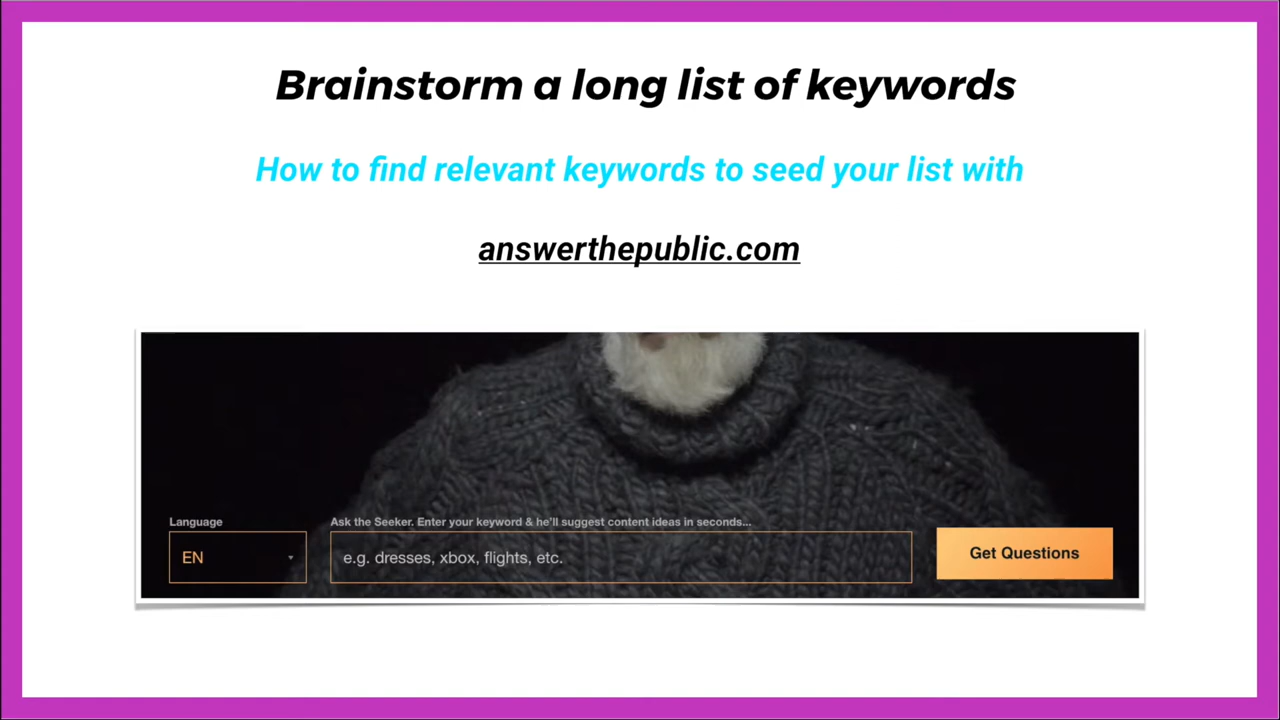 Brainstorm a long list of keywords
How to find relevant keywords to seed your list with
answerthepublic.com
Language
Ask the Seeker. Enter your keyword & he'll suggest content ideas in seconds...
EN
e.g. dresses, xbox, flights, etc.
Get Questions